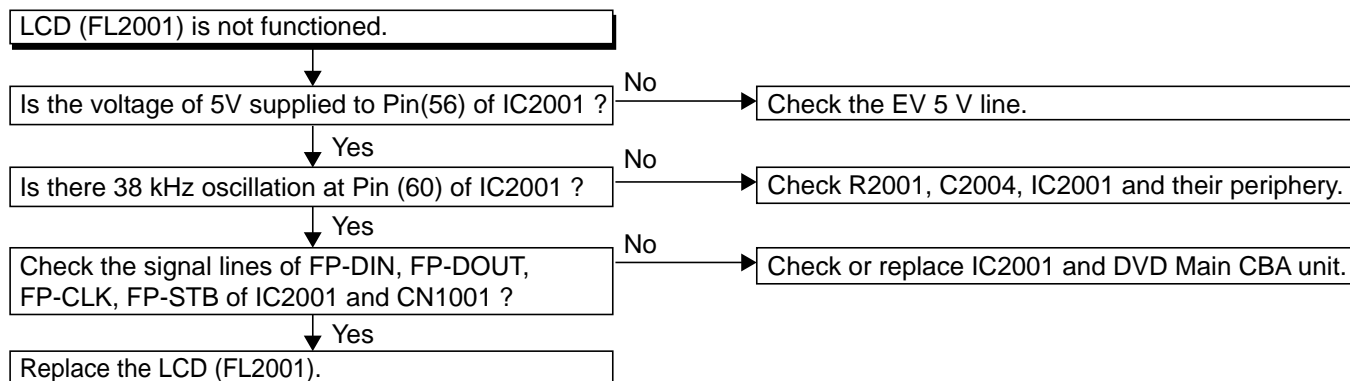 LCD (FL2001) is not functioned.
Is the voltage of 5V supplied to Pin(56) of IC2001 ?
No
Check the EV 5 V line.
Yes
Is there 38 kHz oscillation at Pin (60) of IC2001 ?
No
Check R2001, C2004, IC2001 and their periphery.
Yes
Check the signal lines of FP-DIN, FP-DOUT,
FP-CLK, FP-STB of IC2001 and CN1001 ?
No
Check or replace IC2001 and DVD Main CBA unit.
Yes
Replace the LCD (FL2001).